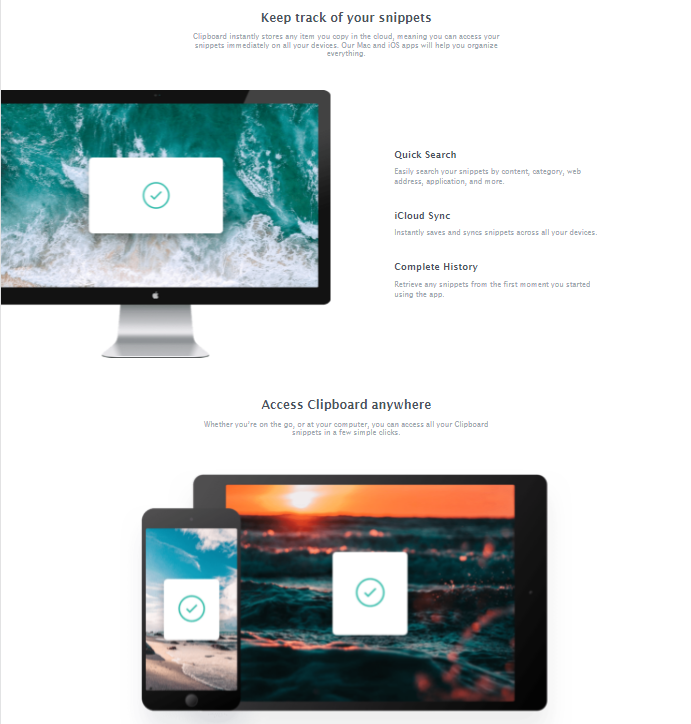 Keep track of your snippets
Clipboard instantly stores any item you copy in the cloud, meaning you can access your
snippets immediately on all your devices. Our Mac and iOS apps will help you organize
everything.
Quick Search
Easily search your snippets by content, category, web
address, application, and more.
iCloud Sync
Instantly saves and syncs snippets across all your devices.
Complete History
Retrieve any snippets from the first moment you started
using the app.
Access Clipboard anywhere
Whether you're on the go, or at your computer, you can access all your Clipboard
snippets in a few simple clicks.